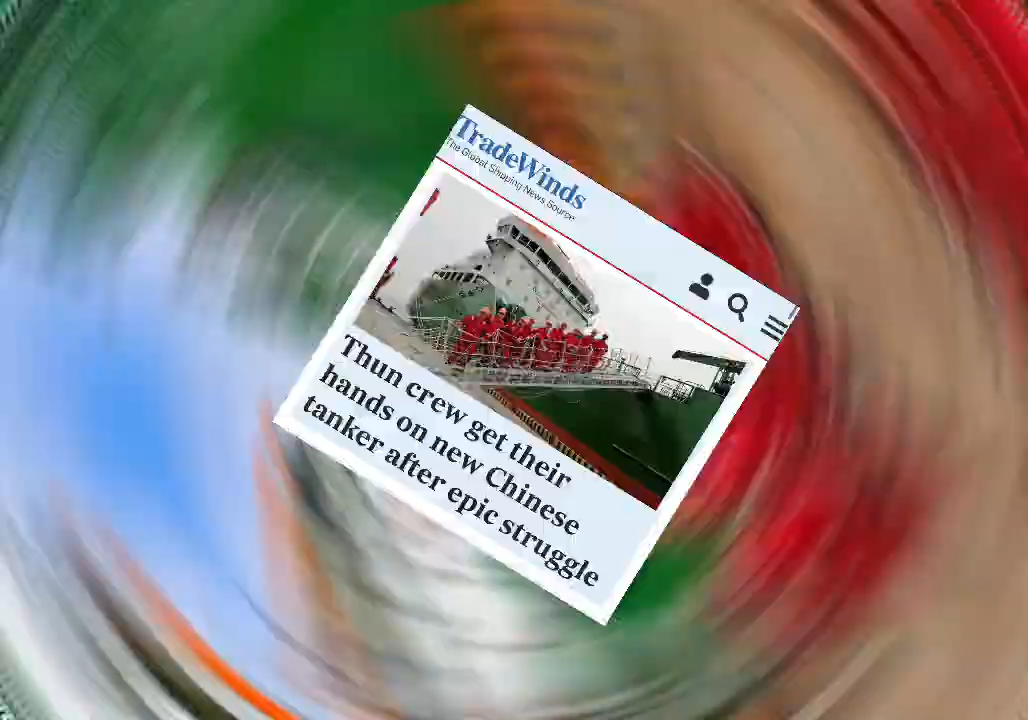 TradeWinds
The Global Shipping News Source
Thun crew get their
hands on new Chinese
tanker after epic struggle